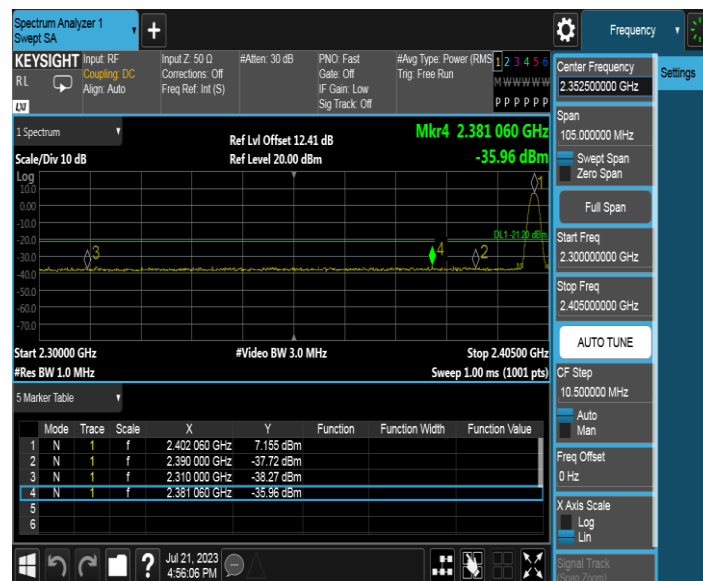 Spectrum Analyzer 1
Swept SA
Frequency
KEYSIGHT
RL
LXI
Input: RF
Coupling: DC
Align: Auto
Input Z: 50 Ω
Corrections: Off
Freq Ref: Int (S)
#Atten: 30 dB
PNO: Fast
Gate: Off
IF Gain: Low
Sig Track: Off
#Avg Type: Power (RMS
Trig: Free Run
1 2 3 4 5 6
M W W W W W
P P P P P P
1 Spectrum
Scale/Div 10 dB
Ref Lvl Offset 12.41 dB
Ref Level 20.00 dBm
Mkr4 2.381 060 GHz
-35.96 dBm
Log
10.0
0.00
-10.0
-20.0
-30.0
-40.0
-50.0
-60.0
-70.0
1
DL1 -21.20 dBm
3
4
2
Start 2.30000 GHz
#Res BW 1.0 MHz
#Video BW 3.0 MHz
Stop 2.40500 GHz
Sweep 1.00 ms (1001 pts)
5 Marker Table
Mode Trace Scale X Y Function Function Width Function Value
1 N 1 f 2.402 060 GHz 7.155 dBm
2 N 1 f 2.390 000 GHz -37.72 dBm
3 N 1 f 2.310 000 GHz -38.27 dBm
4 N 1 f 2.381 060 GHz -35.96 dBm
5
6
?
Jul 21, 2023
4:56:06 PM
Center Frequency
2.352500000 GHz
Settings
Span
105.000000 MHz
Swept Span
Zero Span
Full Span
Start Freq
2.300000000 GHz
Stop Freq
2.405000000 GHz
AUTO TUNE
CF Step
10.500000 MHz
Auto
Man
Freq Offset
0 Hz
X Axis Scale
Log
Lin
Signal Track
(Span Zoom)